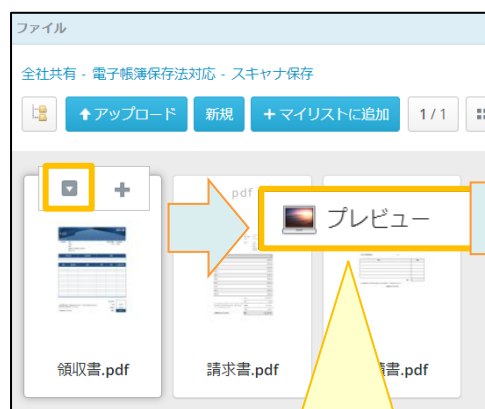 ファイル
全社共有 - 電子帳簿保存法対応 - スキャナ保存
アップロード 新規 + マイリストに追加 1 / 1
pdf
プレビュー
領収書.pdf 請求書.pdf 書.pdf